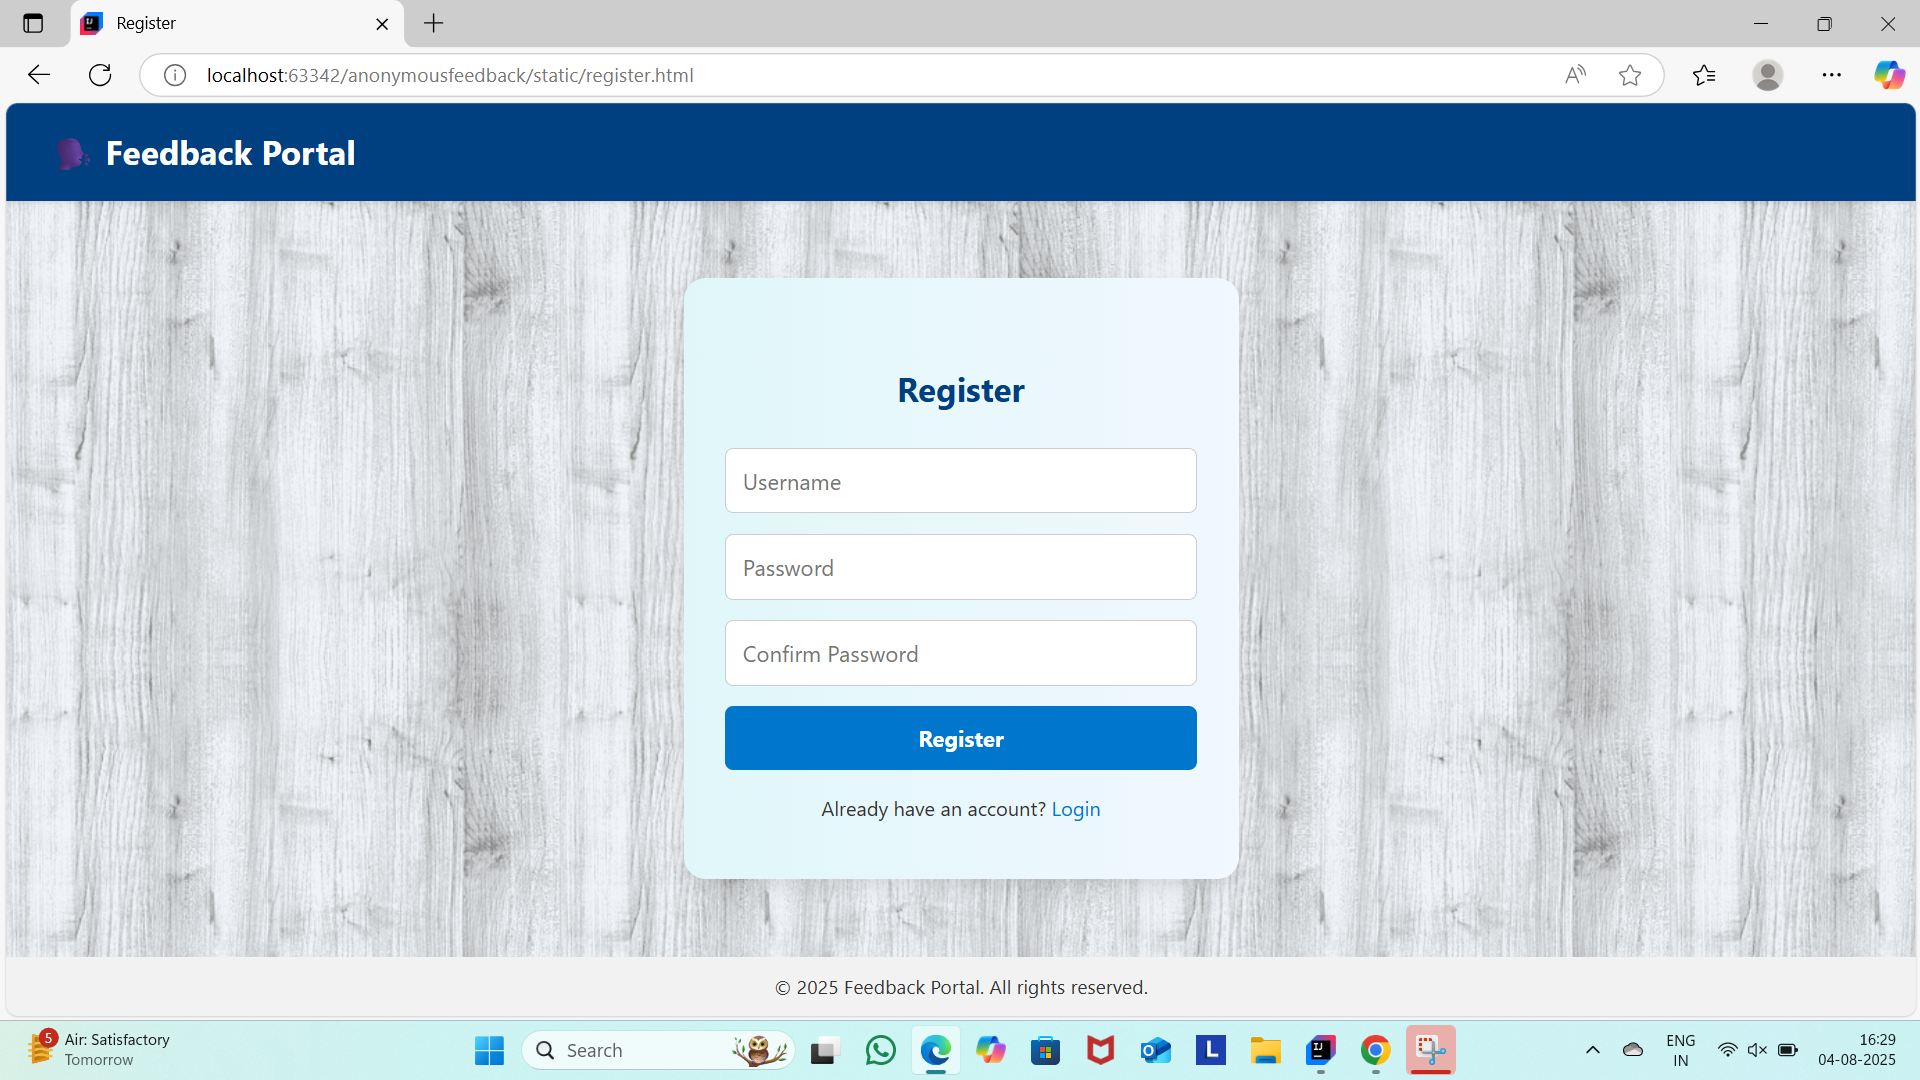 Register
localhost:63342/anonymousfeedback/static/register.html
Feedback Portal
Register
Username
Password
Confirm Password
Register
Already have an account? Login
© 2025 Feedback Portal. All rights reserved.
5
Air: Satisfactory
Tomorrow
Search
L
IJ
ENG
IN
16:29
04-08-2025